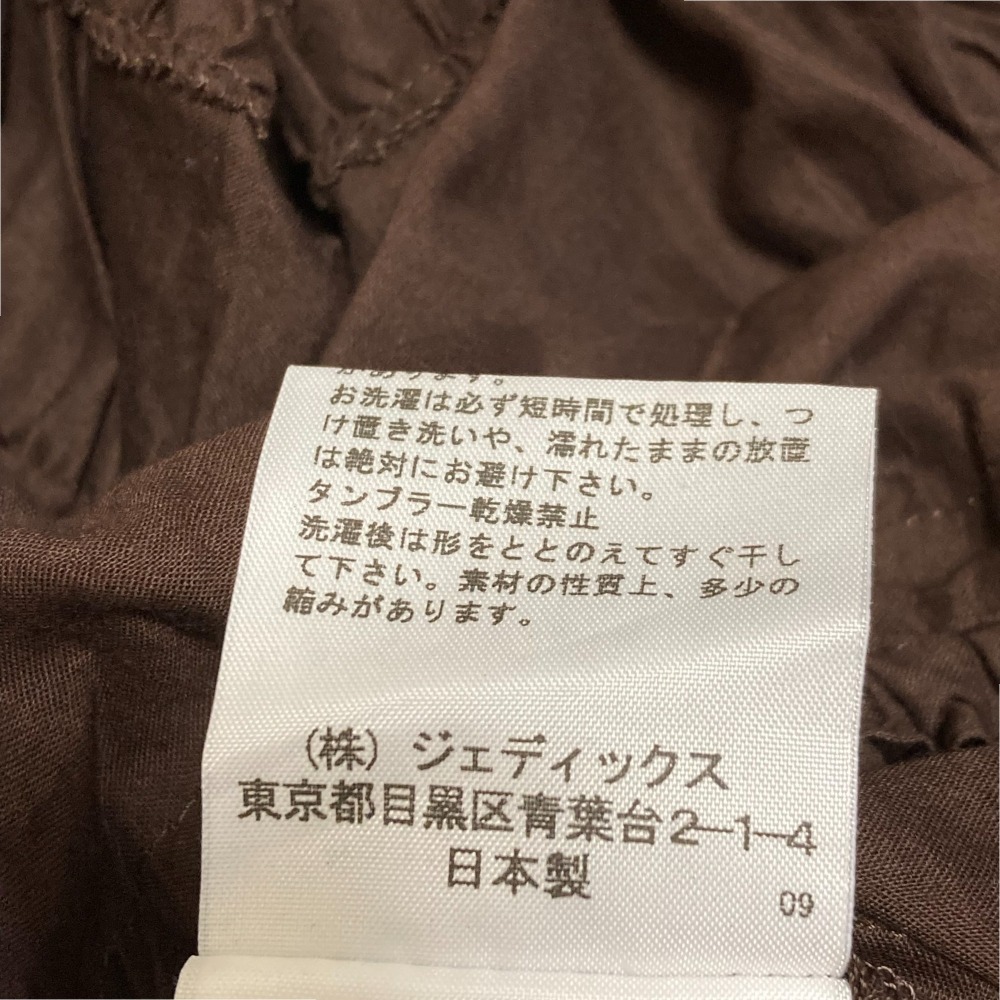 があります。
お洗濯は必ず短時間で処理し、つ
け置き洗いや、濡れたままの放置
は絶対にお避け下さい。
タンブラー乾燥禁止
洗濯後は形をととのえてすぐ干し
て下さい。素材の性質上、多少の
縮みがあります。
(株) ジェディックス
東京都目黒区青葉台2-1-4
日本製
09